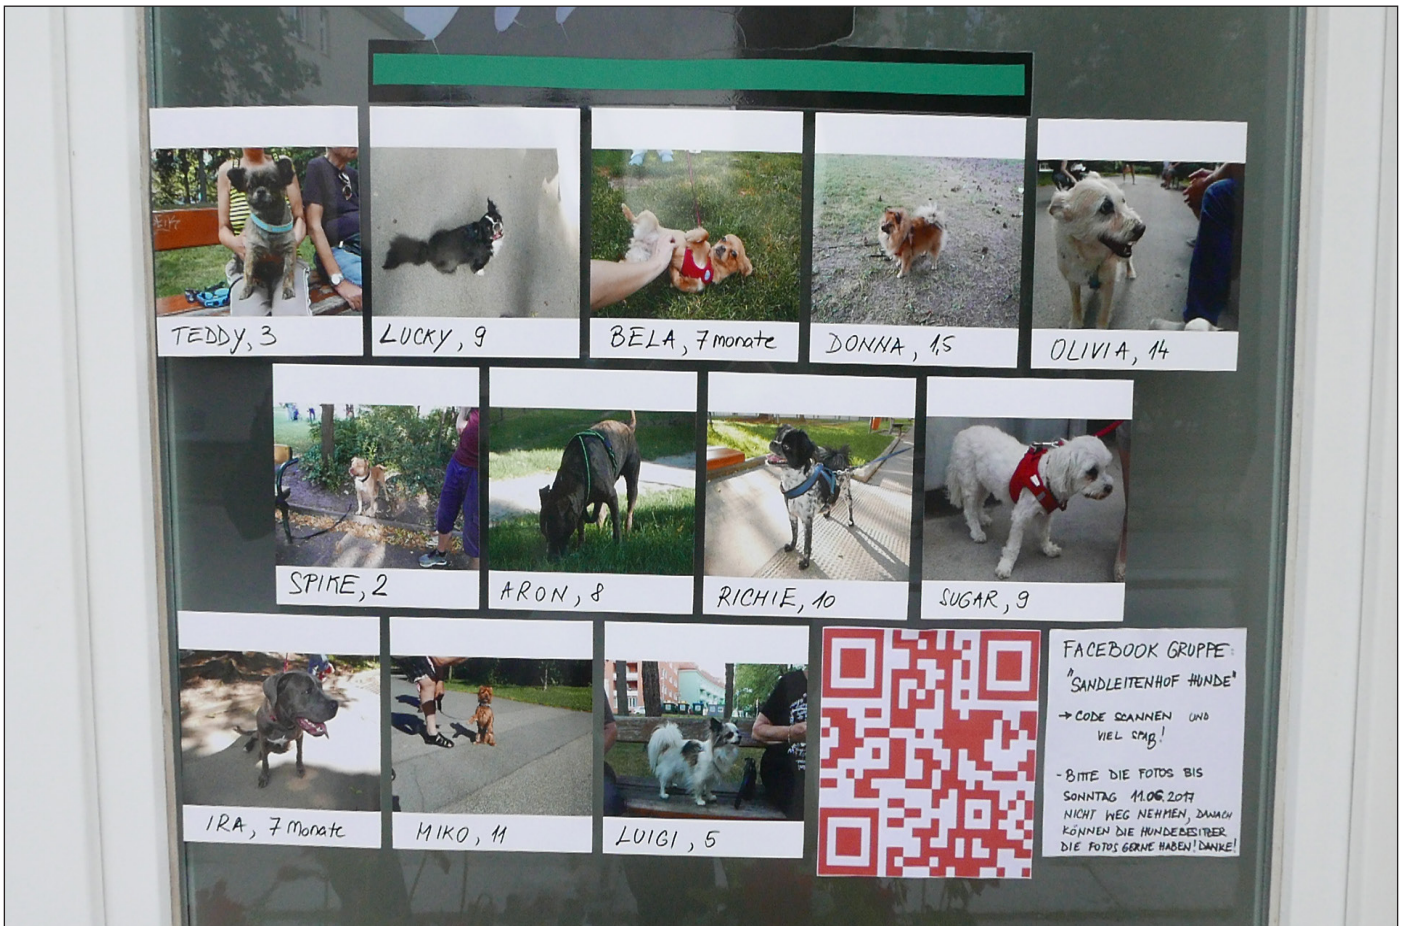 TEDDY, 3
LUCKY, 9
BELA, 7 monate
DONNA, 1,5
OLIVIA, 14
SPIKE, 2
ARON, 8
RICHIE, 10
SUGAR, 9
IRA, 7 monate
MIKO, 11
LUIGI, 5
FACEBOOK GRUPPE:
"SANDLEITENHOF HUNDE"
→ CODE SCANNEN UND
VIEL SPAß!
- BITTE DIE FOTOS BIS
SONNTAG 11.06.2017
NICHT WEG NEHMEN, DANACH
KÖNNEN DIE HUNDEBESITZER
DIE FOTOS GERNE HABEN! DANKE!